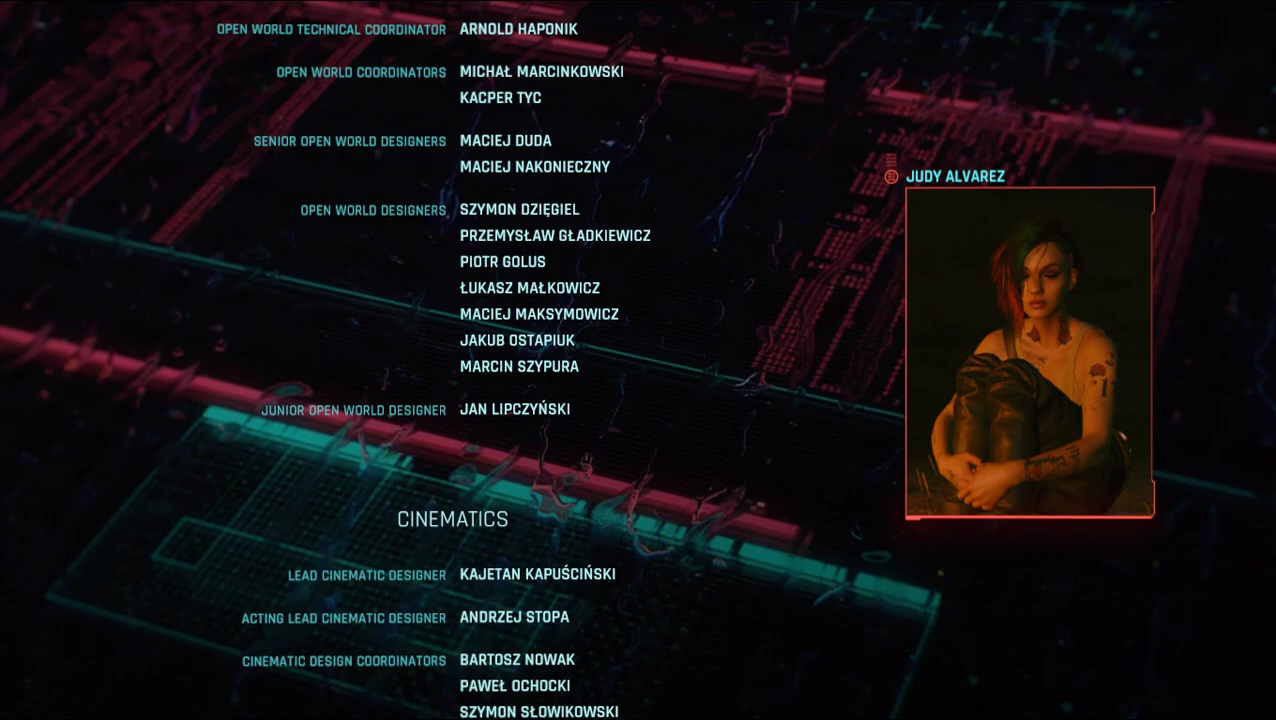 OPEN WORLD TECHNICAL COORDINATOR ARNOLD HAPONIK
OPEN WORLD COORDINATORS MICHAŁ MARCINKOWSKI
KACPER TYC
SENIOR OPEN WORLD DESIGNERS MACIEJ DUDA
MACIEJ NAKONIECZNY
OPEN WORLD DESIGNERS SZYMON DZIĘGIEL
PRZEMYSŁAW GŁADKIEWICZ
PIOTR GOLUS
ŁUKASZ MAŁKOWICZ
MACIEJ MAKSYMOWICZ
JAKUB OSTAPIUK
MARCIN SZYPURA
JUNIOR OPEN WORLD DESIGNER JAN LIPCZYŃSKI
CINEMATICS
LEAD CINEMATIC DESIGNER KAJETAN KAPUŚCIŃSKI
ACTING LEAD CINEMATIC DESIGNER ANDRZEJ STOPA
CINEMATIC DESIGN COORDINATORS BARTOSZ NOWAK
PAWEŁ OCHOCKI
SZYMON SŁOWIKOWSKI
JUDY ALVAREZ